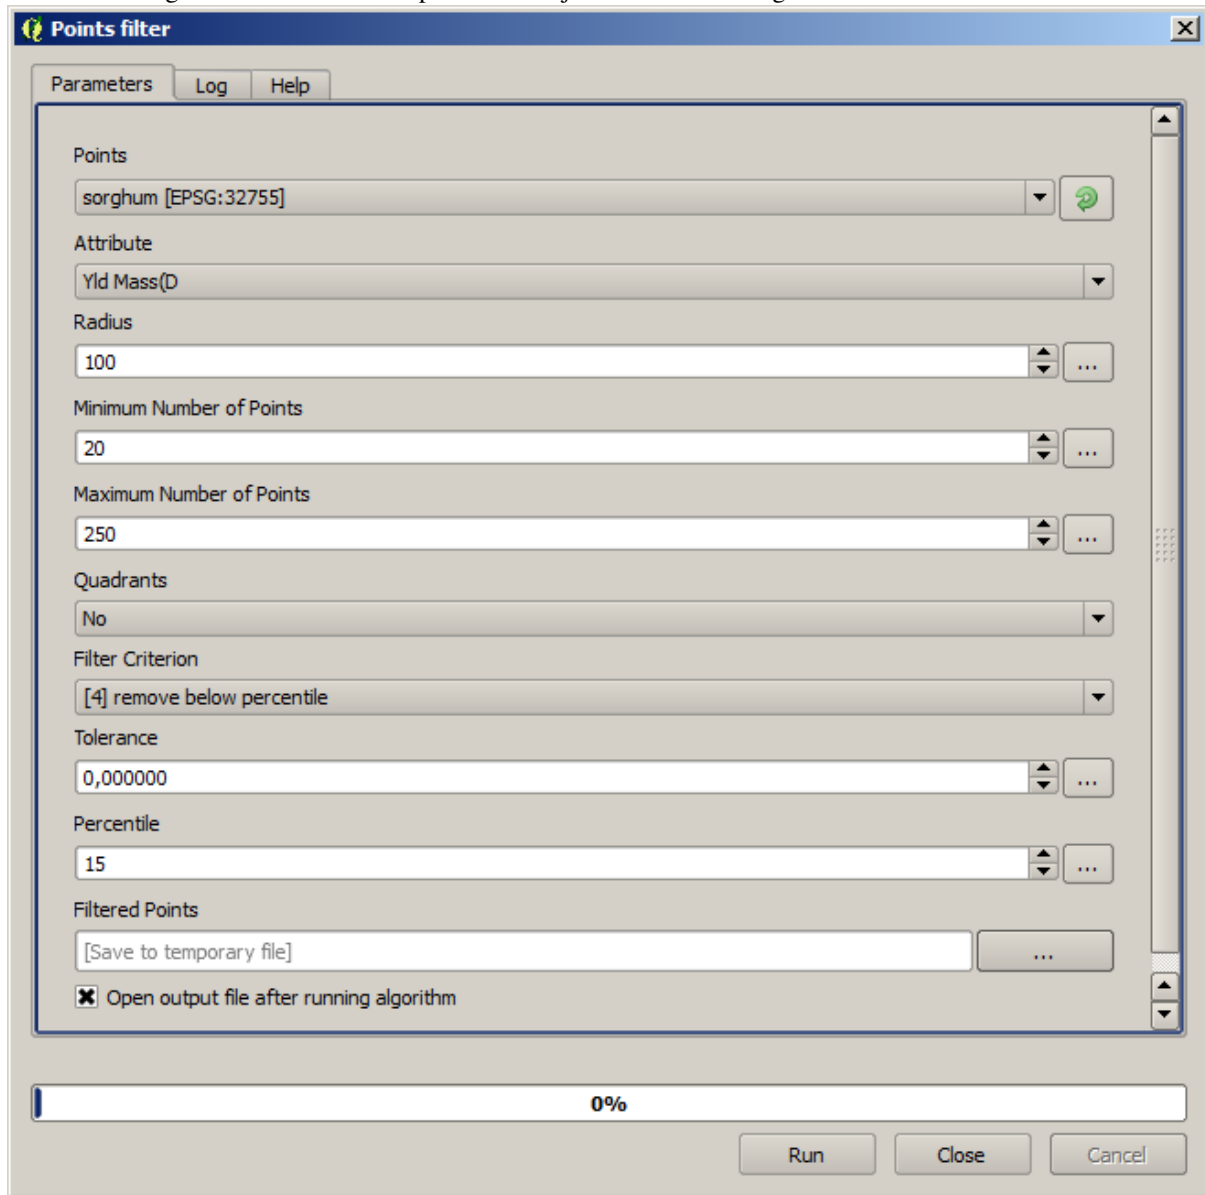 Points filter
Parameters Log Help
Points
sorghum [EPSG:32755]
Attribute
Yld Mass(D
Radius
100
...
Minimum Number of Points
20
...
Maximum Number of Points
250
...
Quadrants
No
Filter Criterion
[4] remove below percentile
Tolerance
0,000000
...
Percentile
15
...
Filtered Points
[Save to temporary file]
...
Open output file after running algorithm
0%
Run Close Cancel